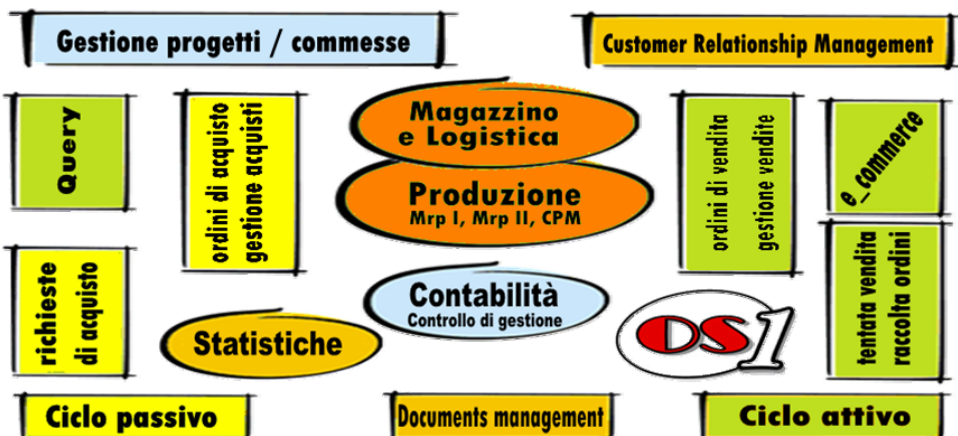 Gestione progetti / commesse
Customer Relationship Management
Query
ordini di acquisto
gestione acquisti
Magazzino
e Logistica
Produzione
Mrp I, Mrp II, CPM
ordini di vendita
gestione vendite
e_commerce
richieste
di acquisto
Statistiche
Contabilità
Controllo di gestione
OS1
tentata vendita
raccolta ordini
Ciclo passivo
Documents management
Ciclo attivo